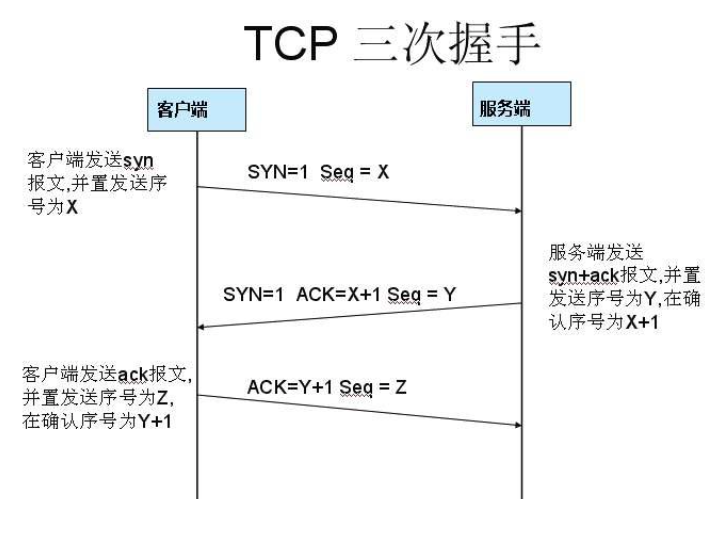 TCP 三次握手
客户端
服务端
客户端发送syn
报文,并置发送序
号为X
SYN=1 Seq = X
服务端发送
syn+ack报文,并置
发送序号为Y,在确
认序号为X+1
SYN=1 ACK=X+1 Seq = Y
客户端发送ack报文,
并置发送序号为Z,
在确认序号为Y+1
ACK=Y+1 Seq = Z